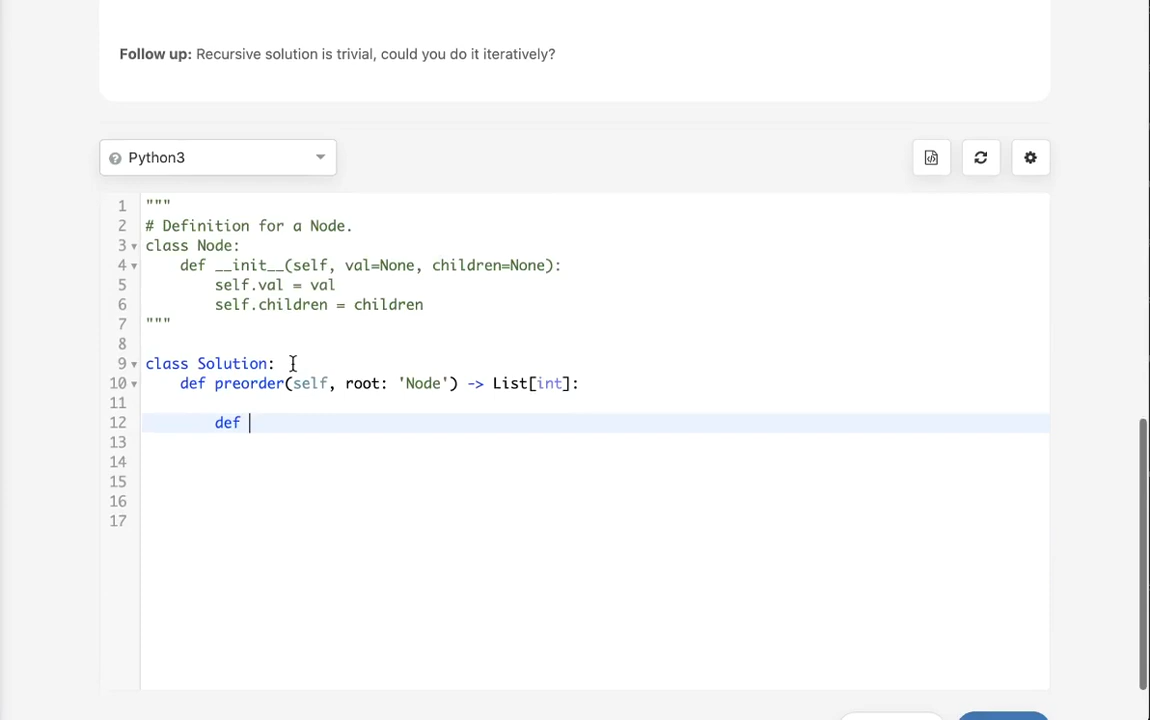 Follow up: Recursive solution is trivial, could you do it iteratively?
Python3
1 """
2 # Definition for a Node.
3 class Node:
4     def __init__(self, val=None, children=None):
5         self.val = val
6         self.children = children
7 """
8
9 class Solution:
10     def preorder(self, root: 'Node') -> List[int]:
11
12         def
13
14
15
16
17